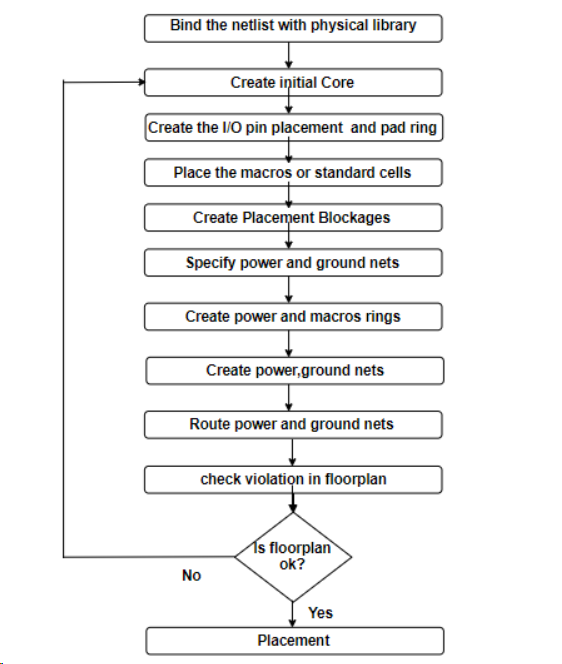 Bind the netlist with physical library
Create initial Core
Create the I/O pin placement and pad ring
Place the macros or standard cells
Create Placement Blockages
Specify power and ground nets
Create power and macros rings
Create power,ground nets
Route power and ground nets
check violation in floorplan
Is floorplan
ok?
No
Yes
Placement